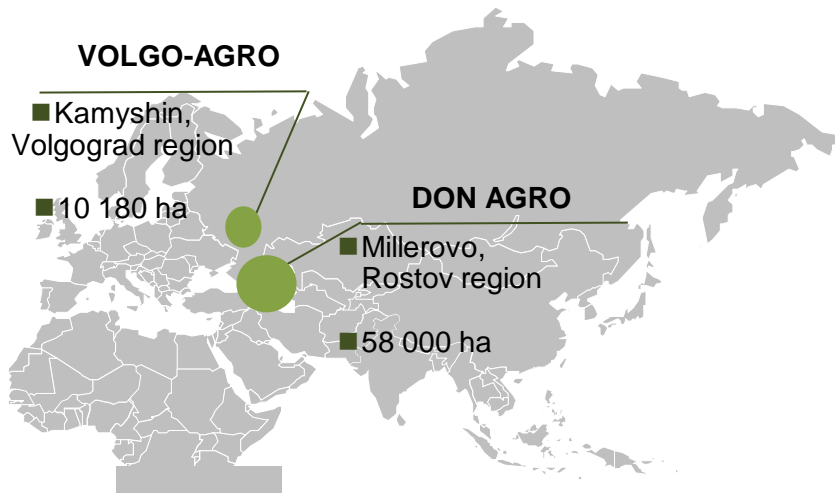 VOLGO-AGRO
Kamyshin,
Volgograd region
10 180 ha
DON AGRO
Millerovo,
Rostov region
58 000 ha